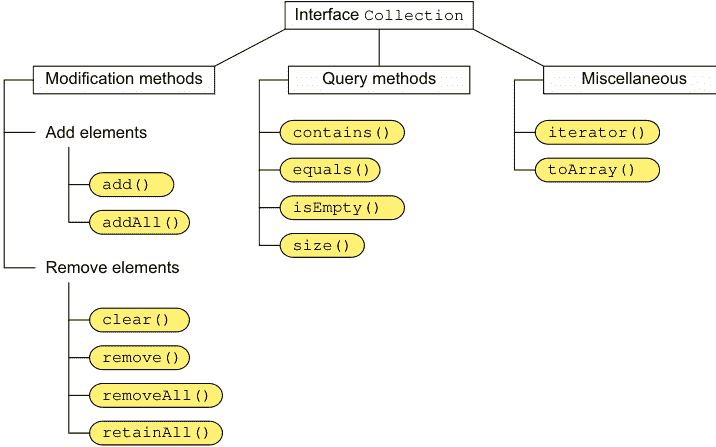 Interface Collection
Modification methods
Query methods
Miscellaneous
Add elements
add()
addAll()
Remove elements
clear()
remove()
removeAll()
retainAll()
contains()
equals()
isEmpty()
size()
iterator()
toArray()